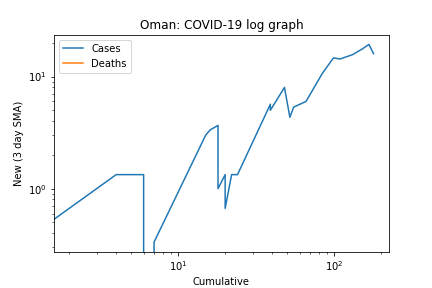 Oman: COVID-19 log graph
Cases
Deaths
New (3 day SMA)
10¹
10⁰
10¹
10²
Cumulative